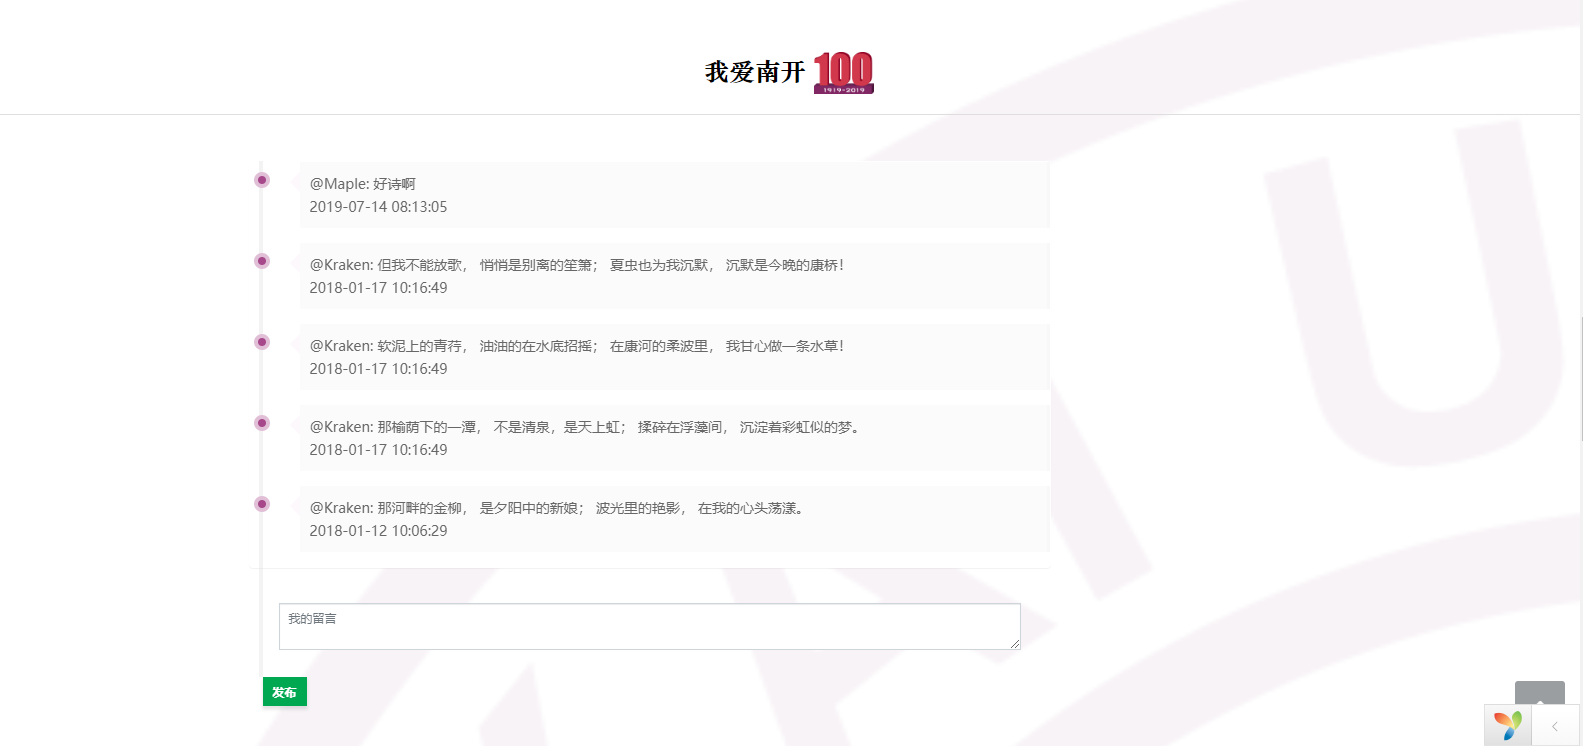 我爱南开 100
1919-2019
@Maple: 好诗啊
2019-07-14 08:13:05
@Kraken: 但我不能放歌， 悄悄是别离的笙箫； 夏虫也为我沉默， 沉默是今晚的康桥！
2018-01-17 10:16:49
@Kraken: 软泥上的青荇， 油油的在水底招摇； 在康河的柔波里， 我甘心做一条水草！
2018-01-17 10:16:49
@Kraken: 那榆荫下的一潭， 不是清泉，是天上虹； 揉碎在浮藻间， 沉淀着彩虹似的梦。
2018-01-17 10:16:49
@Kraken: 那河畔的金柳， 是夕阳中的新娘； 波光里的艳影， 在我的心头荡漾。
2018-01-12 10:06:29
我的留言
发布